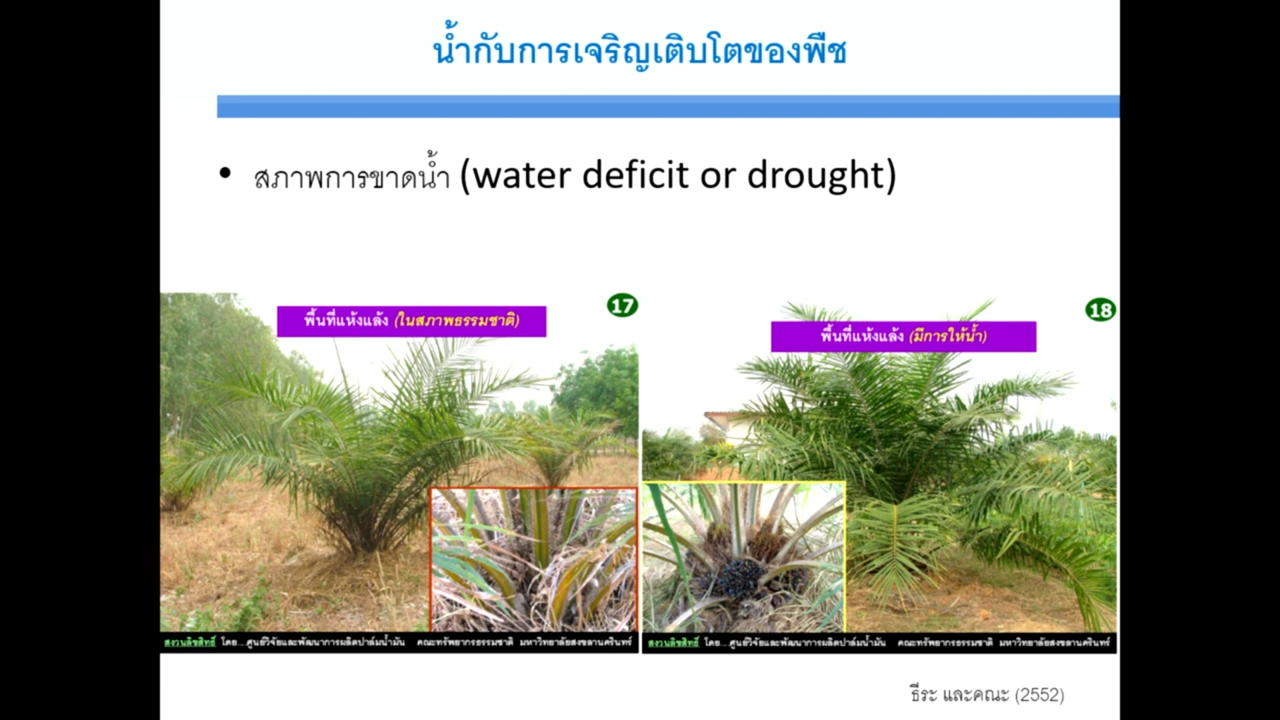 น้ำกับการเจริญเติบโตของพืช
• สภาพการขาดน้ำ (water deficit or drought)
พื้นที่แห้งแล้ง (ในสภาพธรรมชาติ)
17
พื้นที่แห้งแล้ง (มีการให้น้ำ)
18
สงวนลิขสิทธิ์ โดย... ศูนย์วิจัยและพัฒนาการผลิตปาล์มน้ำมัน คณะทรัพยากรธรรมชาติ มหาวิทยาลัยสงขลานครินทร์
สงวนลิขสิทธิ์ โดย... ศูนย์วิจัยและพัฒนาการผลิตปาล์มน้ำมัน คณะทรัพยากรธรรมชาติ มหาวิทยาลัยสงขลานครินทร์
ธีระ และคณะ (2552)